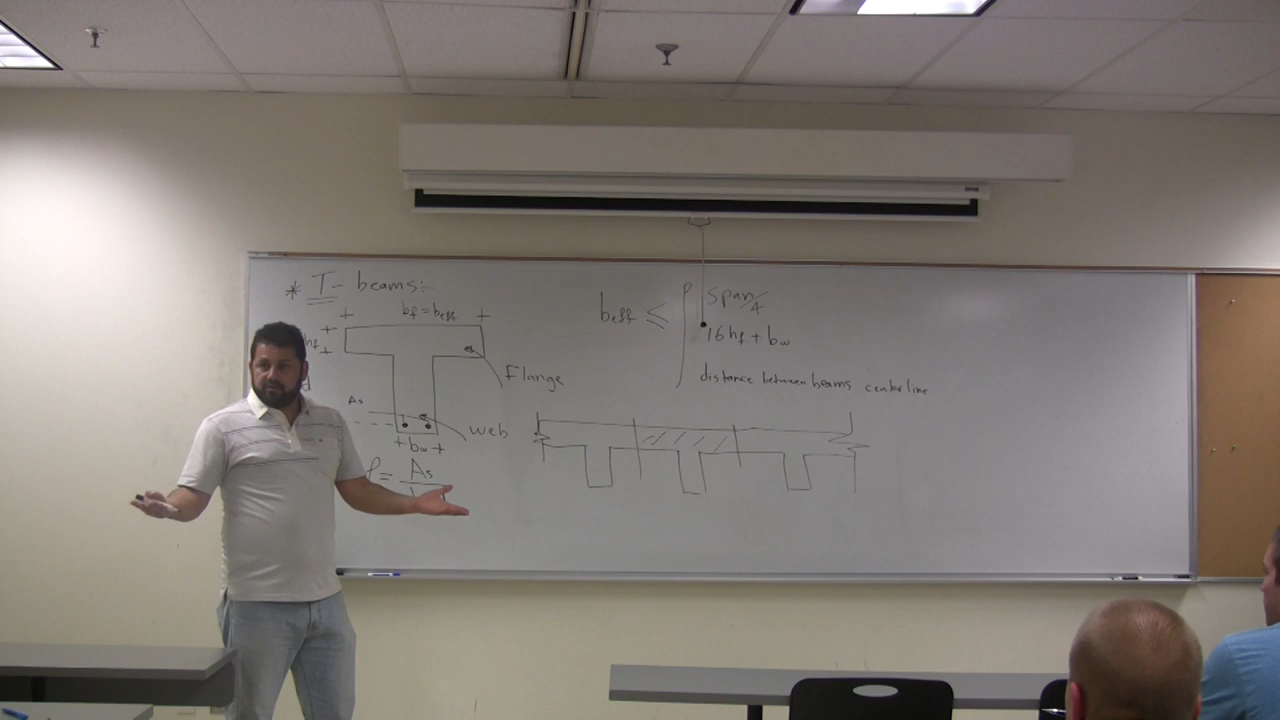 * T- beams:-
bf = beff
hf
d
Flange
As
web
bw
ρ = As
beff ≤
span/4
16 hf + bw
distance between beams centerline